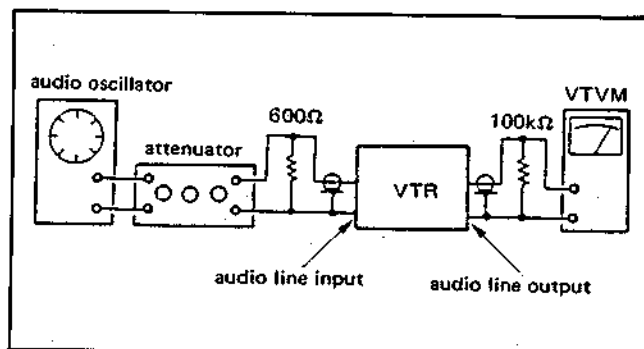 audio oscillator
attenuator
600Ω
VTR
100kΩ
VTVM
audio line input
audio line output